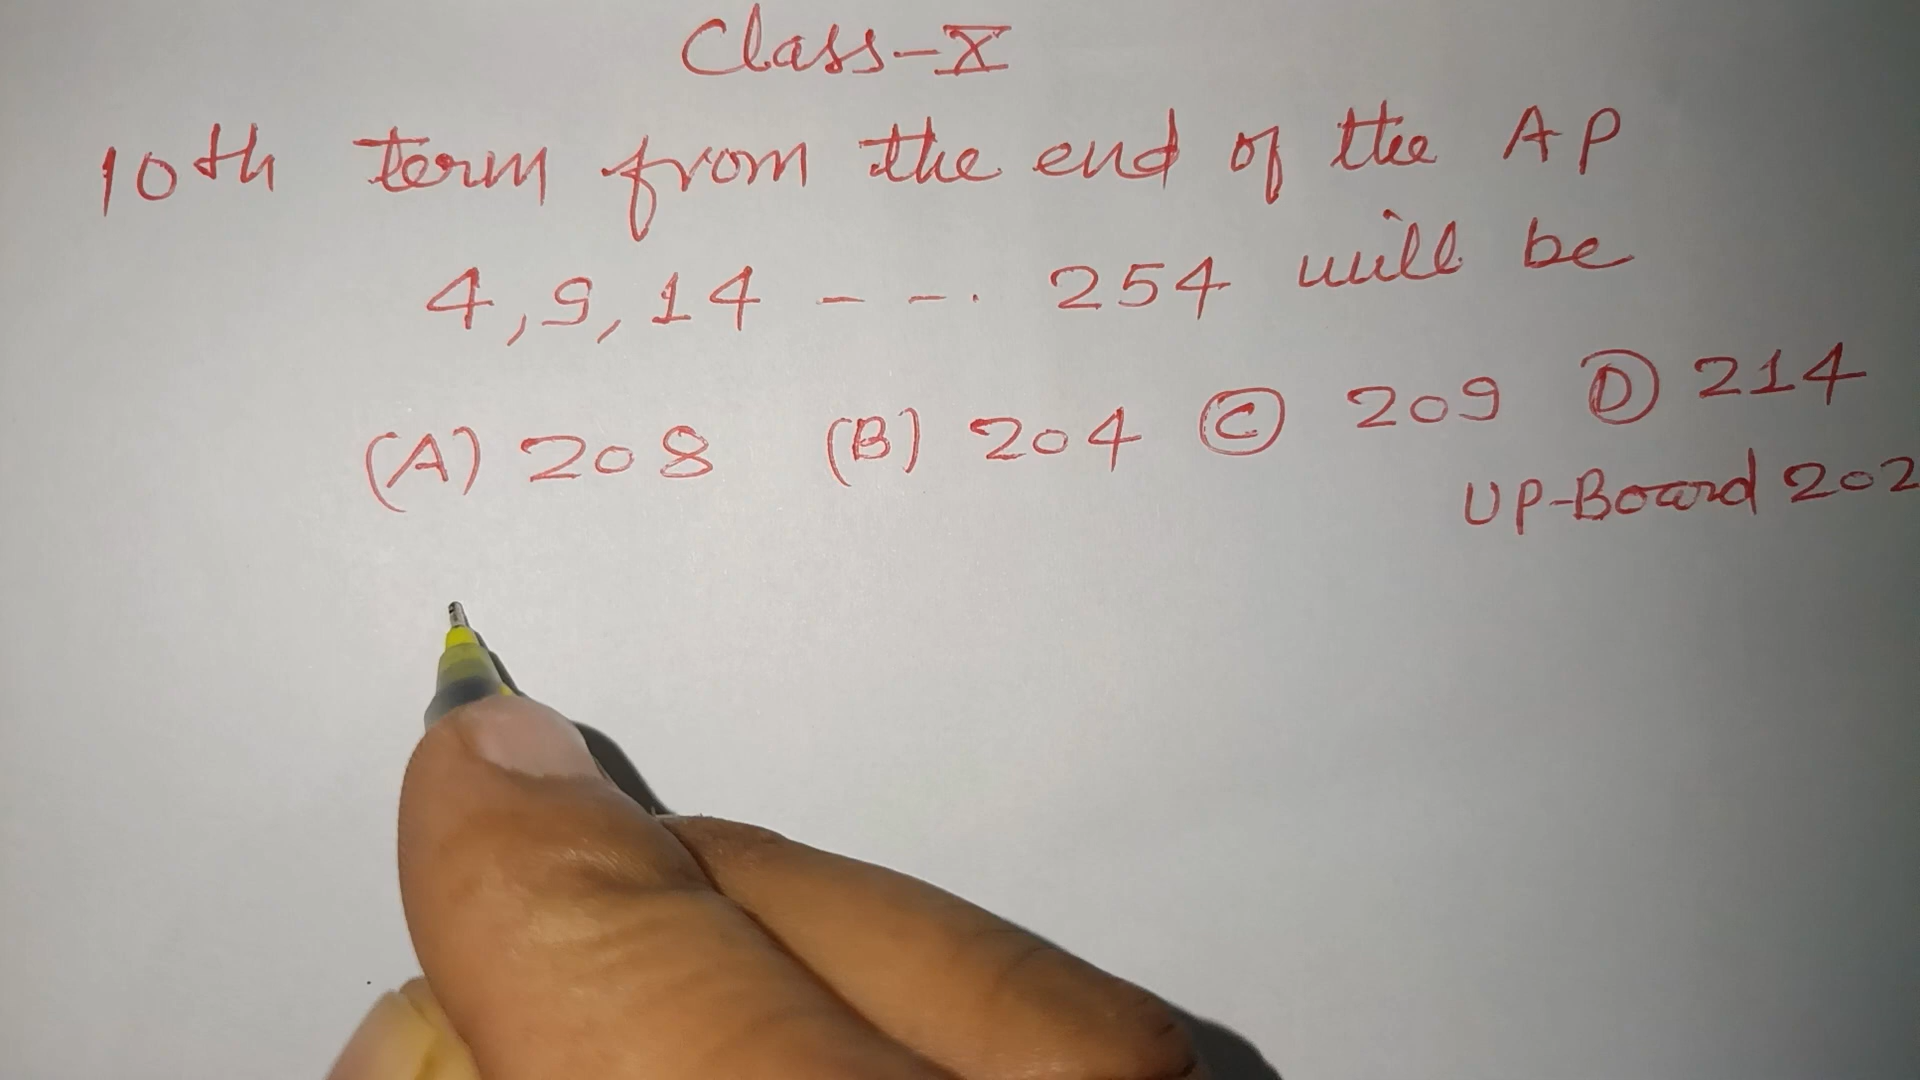 Class-X
10th term from the end of the AP
4, 9, 14 - - . 254 will be
(A) 208 (B) 204 (C) 209 (D) 214
UP-Board 202